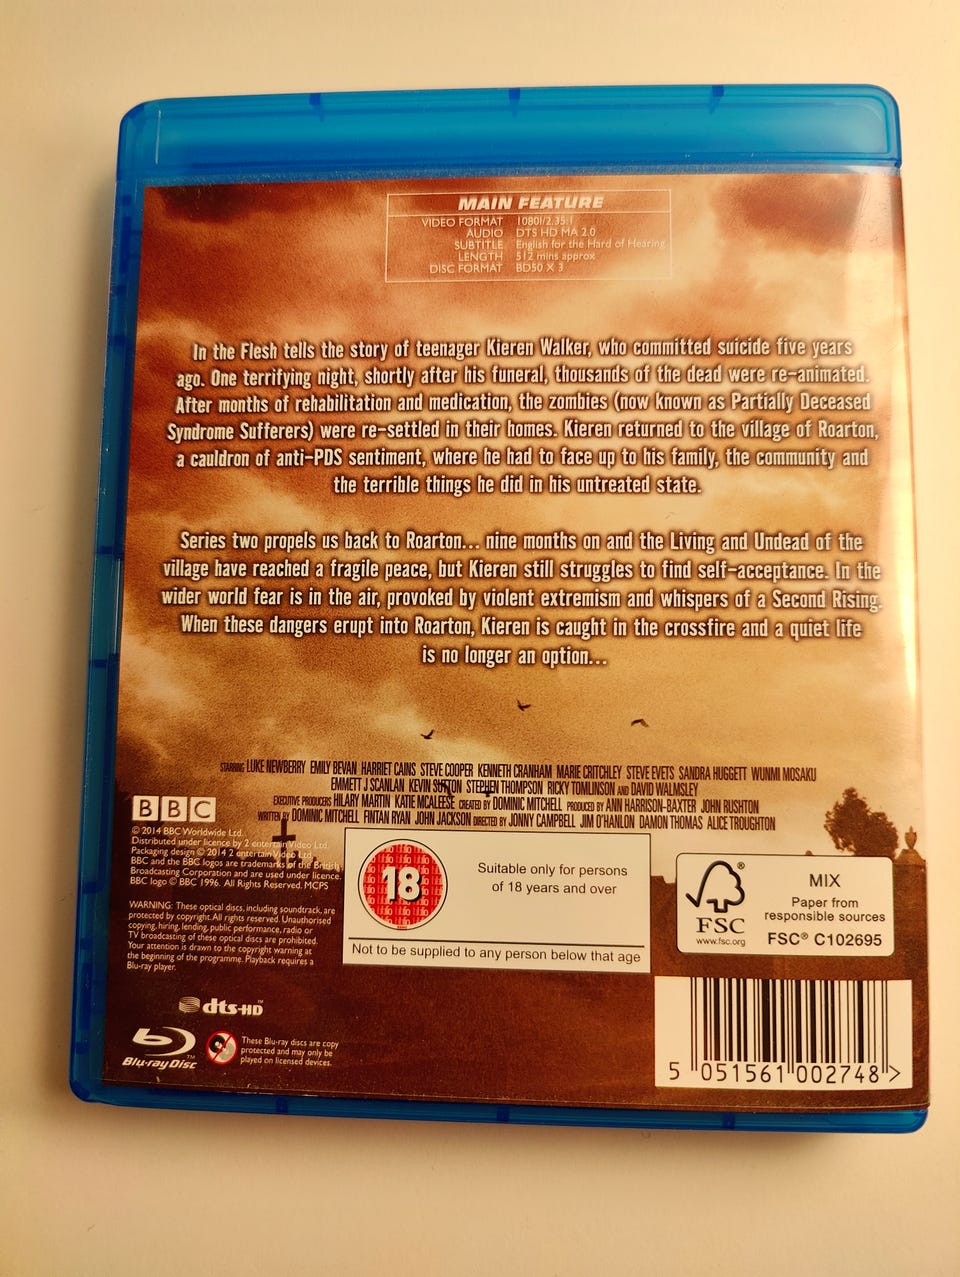 MAIN FEATURE
VIDEO FORMAT 1080I/2.35:1
AUDIO DTS HD MA 2.0
SUBTITLE English for the Hard of Hearing
LENGTH 512 mins approx
DISC FORMAT BD50 X 3
In the Flesh tells the story of teenager Kieren Walker, who committed suicide five years
ago. One terrifying night, shortly after his funeral, thousands of the dead were re-animated.
After months of rehabilitation and medication, the zombies (now known as Partially Deceased
Syndrome Sufferers) were re-settled in their homes. Kieren returned to the village of Roarton,
a cauldron of anti-PDS sentiment, where he had to face up to his family, the community and
the terrible things he did in his untreated state.
Series two propels us back to Roarton... nine months on and the Living and Undead of the
village have reached a fragile peace, but Kieren still struggles to find self-acceptance. In the
wider world fear is in the air, provoked by violent extremism and whispers of a Second Rising.
When these dangers erupt into Roarton, Kieren is caught in the crossfire and a quiet life
is no longer an option...
STARRING LUKE NEWBERRY EMILY BEVAN HARRIET CAINS STEVE COOPER KENNETH CRANHAM MARIE CRITCHLEY STEVE EVETS SANDRA HUGGETT WUNMI MOSAKU
EMMETT J SCANLAN KEVIN SUTTON STEPHEN THOMPSON RICKY TOMLINSON AND DAVID WALMSLEY
EXECUTIVE PRODUCERS HILARY MARTIN KATIE MCALEESE CREATED BY DOMINIC MITCHELL PRODUCED BY ANN HARRISON-BAXTER JOHN RUSHTON
WRITTEN BY DOMINIC MITCHELL FINTAN RYAN JOHN JACKSON DIRECTED BY JONNY CAMPBELL JIM O'HANLON DAMON THOMAS ALICE TROUGHTON
BBC
© 2014 BBC Worldwide Ltd.
Distributed under licence by 2 entertain Video Ltd.
Packaging design © 2014 2 entertain Video Ltd.
BBC and the BBC logos are trademarks of the British
Broadcasting Corporation and are used under licence.
BBC logo © BBC 1996. All Rights Reserved. MCPS
WARNING: These optical discs, including soundtrack, are
protected by copyright. All rights reserved. Unauthorised
copying, hiring, lending, public performance, radio or
TV broadcasting of these optical discs are prohibited.
Your attention is drawn to the copyright warning at
the beginning of the programme. Playback requires a
Blu-ray player.
18
Suitable only for persons
of 18 years and over
Not to be supplied to any person below that age
FSC®
www.fsc.org
MIX
Paper from
responsible sources
FSC® C102695
dts-HD™
Blu-ray Disc™
These Blu-ray discs are copy
protected and may only be
played on licensed devices.
5 051561 002748 >